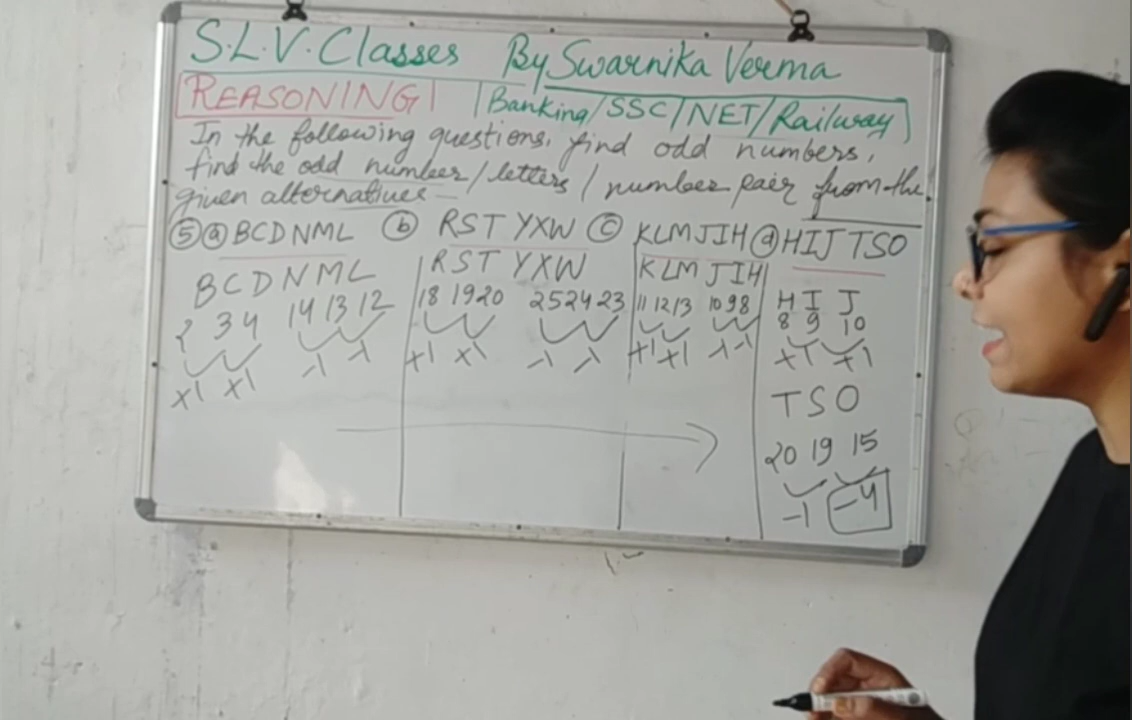 S.L.V. Classes By Swarnika Verma
REASONING | Banking/SSC/NET/Railway
In the following questions, find odd numbers,
find the odd number/letters/number pair from the
given alternatives –
⑤ ⓐ BCDNML ⓑ RST YXW ⓒ KLMJIH ⓓ HIJ TSO
BCDNML
2 3 4 14 13 12
+1 +1 -1 -1
RST YXW
18 19 20 25 24 23
+1 +1 -1 -1
KLM JIH
11 12 13 10 9 8
+1 +1 -1 -1
H I J
8 9 10
+1 +1
TSO
20 19 15
-1 -4